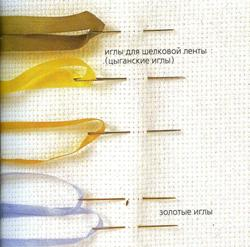 иглы для шелковой ленты
(цыганские иглы)
золотые иглы